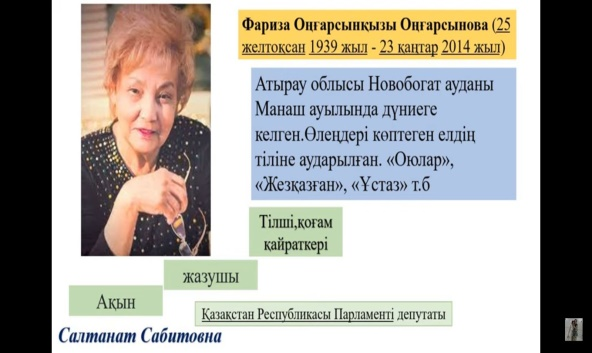 Фариза Оңғарсынқызы Оңғарсынова (25
желтоқсан 1939 жыл - 23 қаңтар 2014 жыл)
Атырау облысы Новобогат ауданы
Манаш ауылында дүниеге
келген.Өлеңдері көптеген елдің
тіліне аударылған. «Оюлар»,
«Жезқазған», «Ұстаз» т.б
Тілші,қоғам
қайраткері
жазушы
Ақын
Қазақстан Республикасы Парламенті депутаты
Салтанат Сабитовна